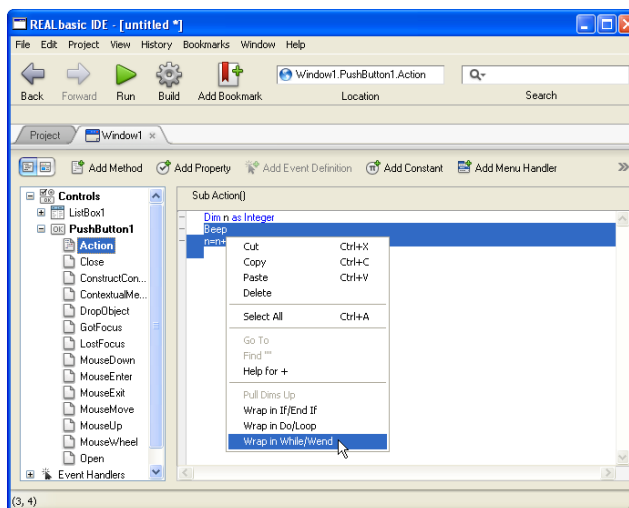 REALbasic IDE - [untitled *]
File Edit Project View History Bookmarks Window Help
Window1.PushButton1.Action
Back Forward Run Build Add Bookmark Location Search
Project Window1
Add Method Add Property Add Event Definition Add Constant Add Menu Handler
Controls
ListBox1
OK PushButton1
Action
Close
ConstructCon...
ContextualMe...
DropObject
GotFocus
LostFocus
MouseDown
MouseEnter
MouseExit
MouseMove
MouseUp
MouseWheel
Open
Event Handlers
Sub Action()
Dim n as Integer
Beep
n=n+
Cut Ctrl+X
Copy Ctrl+C
Paste Ctrl+V
Delete
Select All Ctrl+A
Go To
Find ""
Help for +
Pull Dims Up
Wrap in If/End If
Wrap in Do/Loop
Wrap in While/Wend
(3, 4)